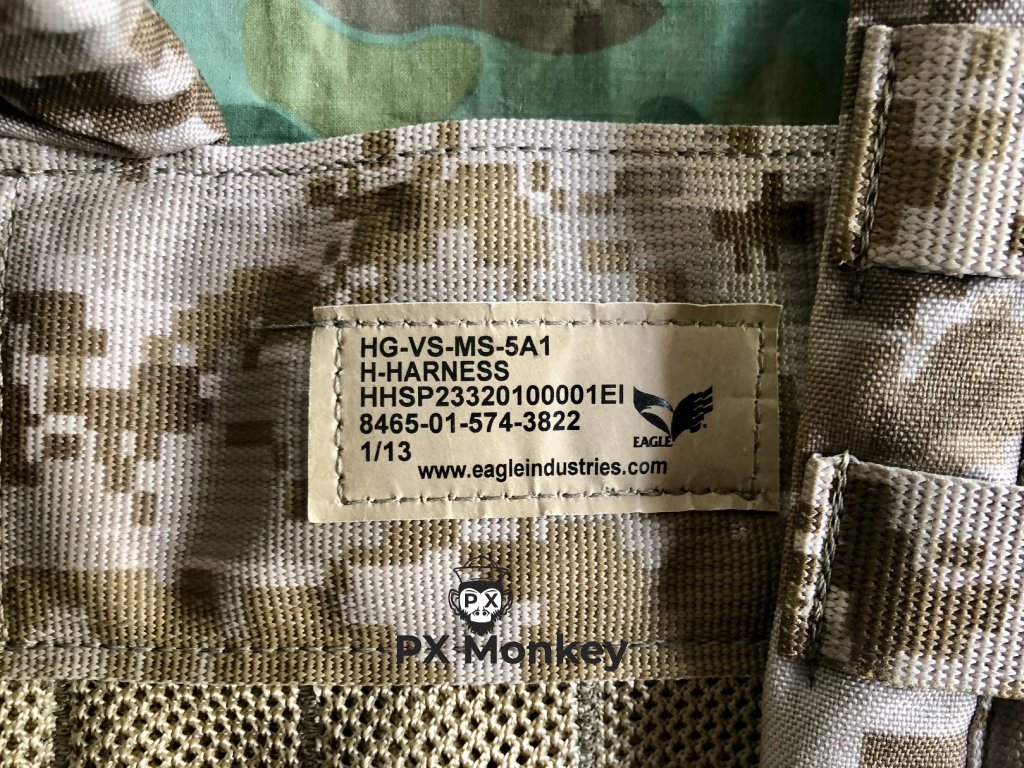 HG-VS-MS-5A1
H-HARNESS
HHSP23320100001EI
8465-01-574-3822
EAGLE
1/13
www.eagleindustries.com
PX
PX Monkey